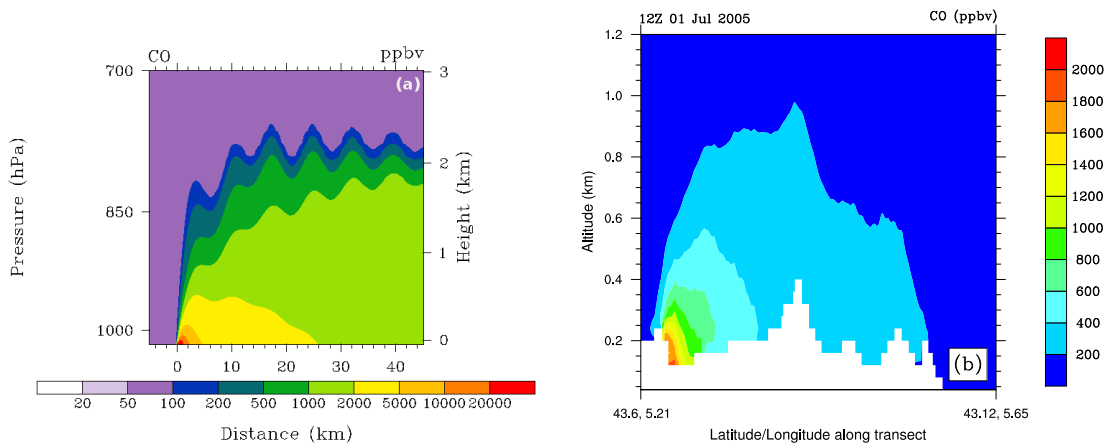 CO ppbv
700
850
1000
Pressure (hPa)
(a)
3
2
1
0
Height (km)
0 10 20 30 40
20 50 100 200 500 1000 2000 5000 10000 20000
Distance (km)
12Z 01 Jul 2005 CO (ppbv)
1.2
1.0
0.8
0.6
0.4
0.2
Altitude (km)
(b)
43.6, 5.21 43.12, 5.65
Latitude/Longitude along transect
2000
1800
1600
1400
1200
1000
800
600
400
200